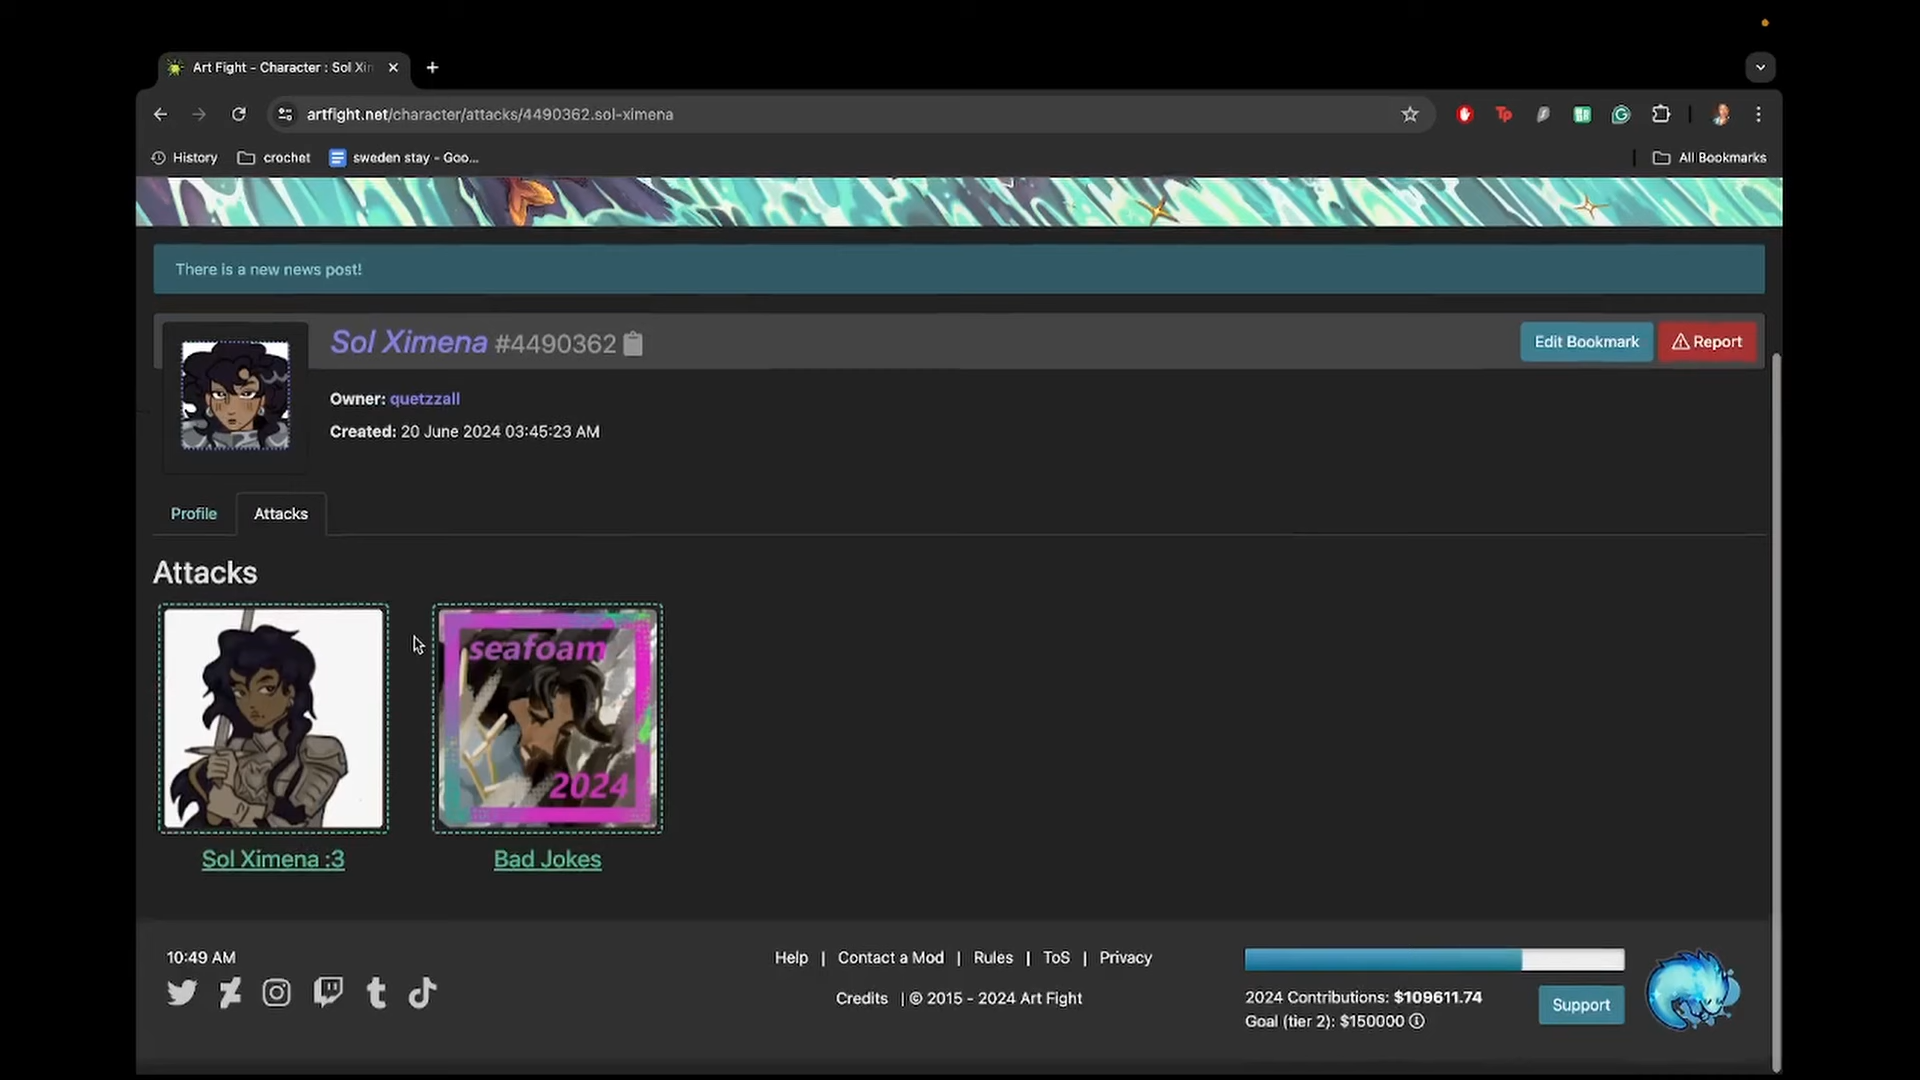 Art Fight - Character : Sol Xin
artfight.net/character/attacks/4490362.sol-ximena
History
crochet
sweden stay - Goo...
All Bookmarks
There is a new news post!
Sol Ximena #4490362
Edit Bookmark
Report
Owner: quetzzall
Created: 20 June 2024 03:45:23 AM
Profile
Attacks
Attacks
seafoam
2024
Sol Ximena :3
Bad Jokes
10:49 AM
Help | Contact a Mod | Rules | ToS | Privacy
Credits | © 2015 - 2024 Art Fight
2024 Contributions: $109611.74
Goal (tier 2): $150000
Support